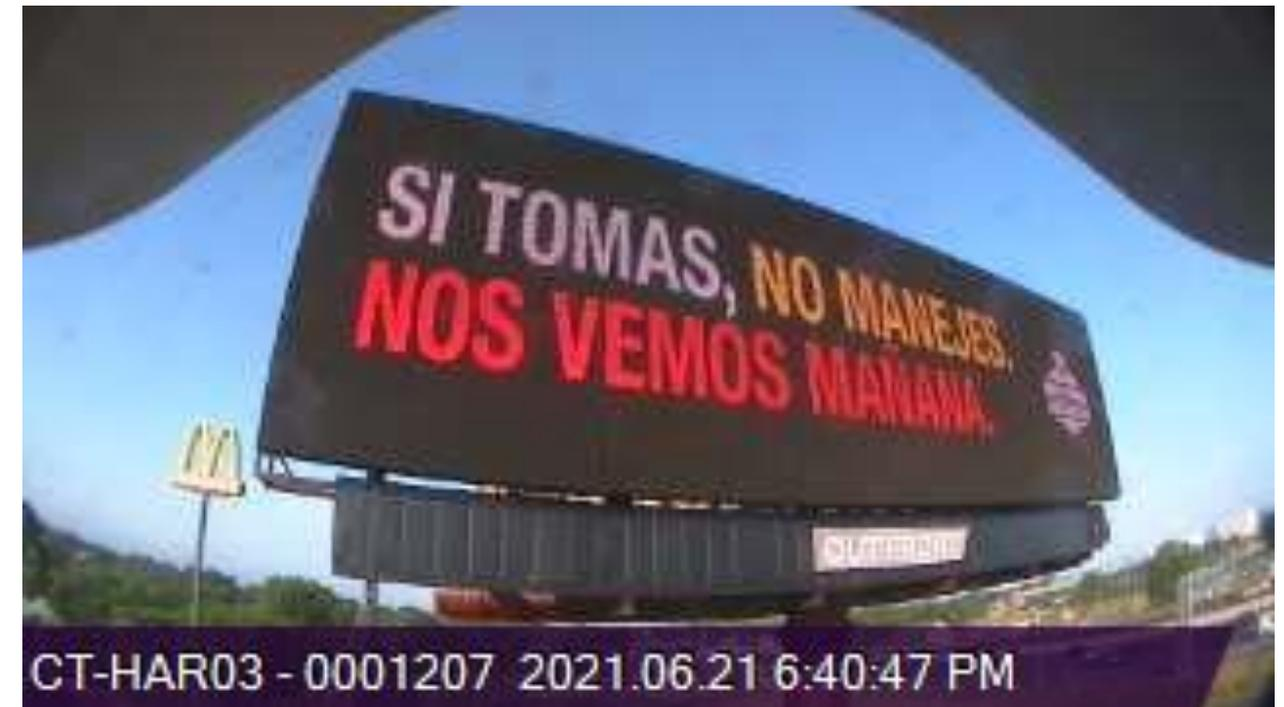 SI TOMAS, NO MANEJES.
NOS VEMOS MAÑANA.
CT-HAR03 - 0001207 2021.06.21 6:40:47 PM